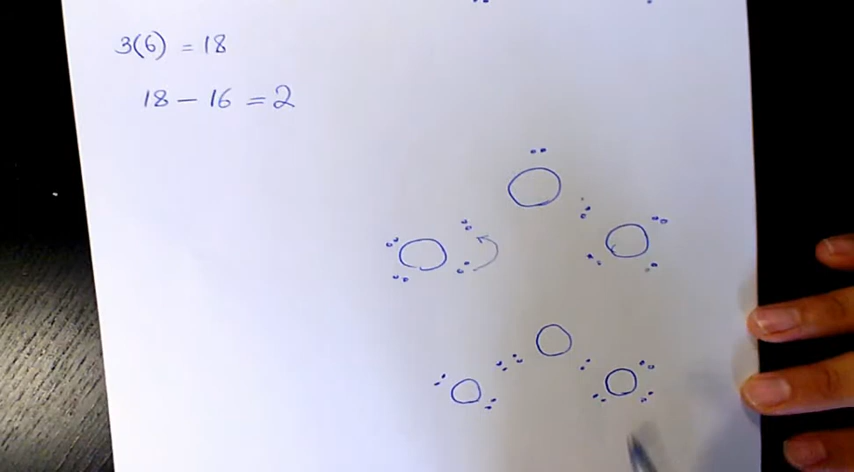 3(6) = 18
18 - 16 = 2
O
O O
O
O O